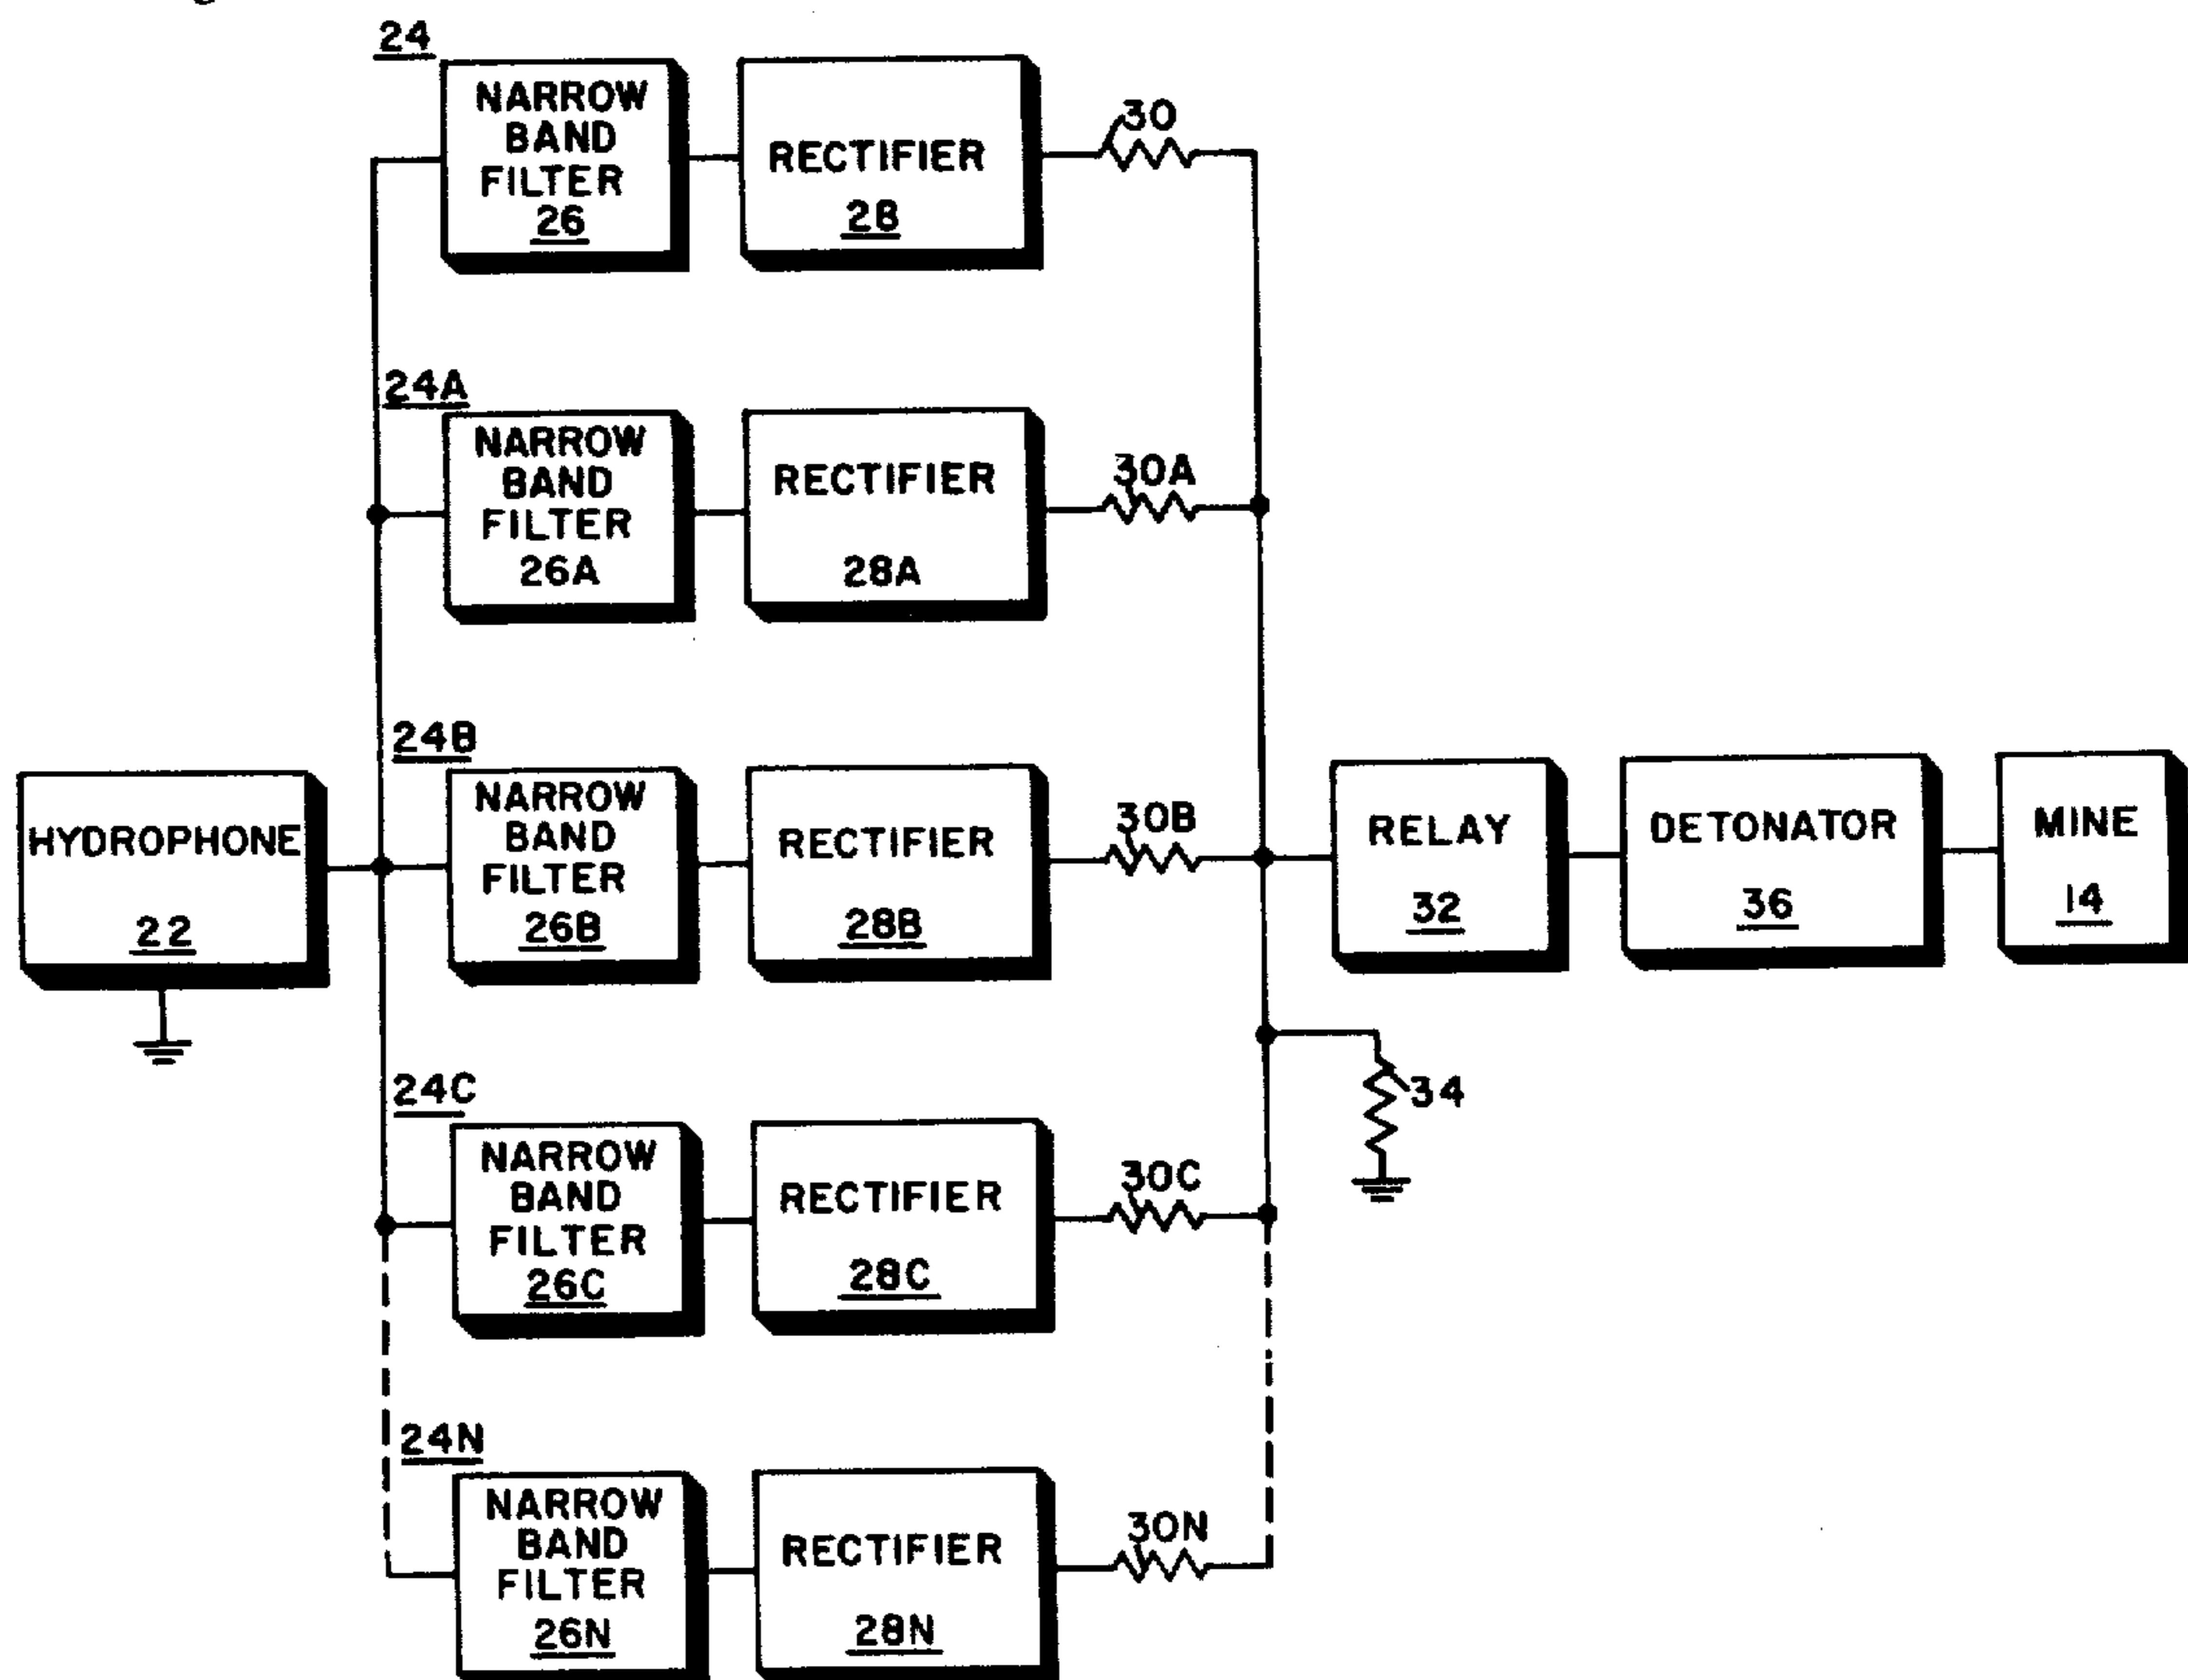 24
NARROW
BAND
FILTER
26
RECTIFIER
28
30
24A
NARROW
BAND
FILTER
26A
RECTIFIER
28A
30A
HYDROPHONE
22
24B
NARROW
BAND
FILTER
26B
RECTIFIER
28B
30B
RELAY
32
DETONATOR
36
MINE
14
34
24C
NARROW
BAND
FILTER
26C
RECTIFIER
28C
30C
24N
NARROW
BAND
FILTER
26N
RECTIFIER
28N
30N